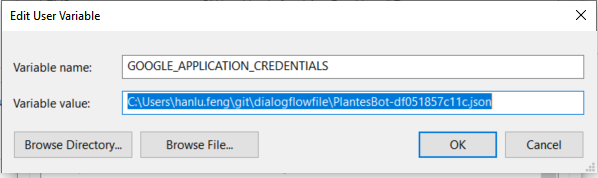 Edit User Variable
Variable name: GOOGLE_APPLICATION_CREDENTIALS
Variable value: C:\Users\hanlu.feng\git\dialogflowfile\PlantesBot-df051857c11c.json
Browse Directory... Browse File... OK Cancel